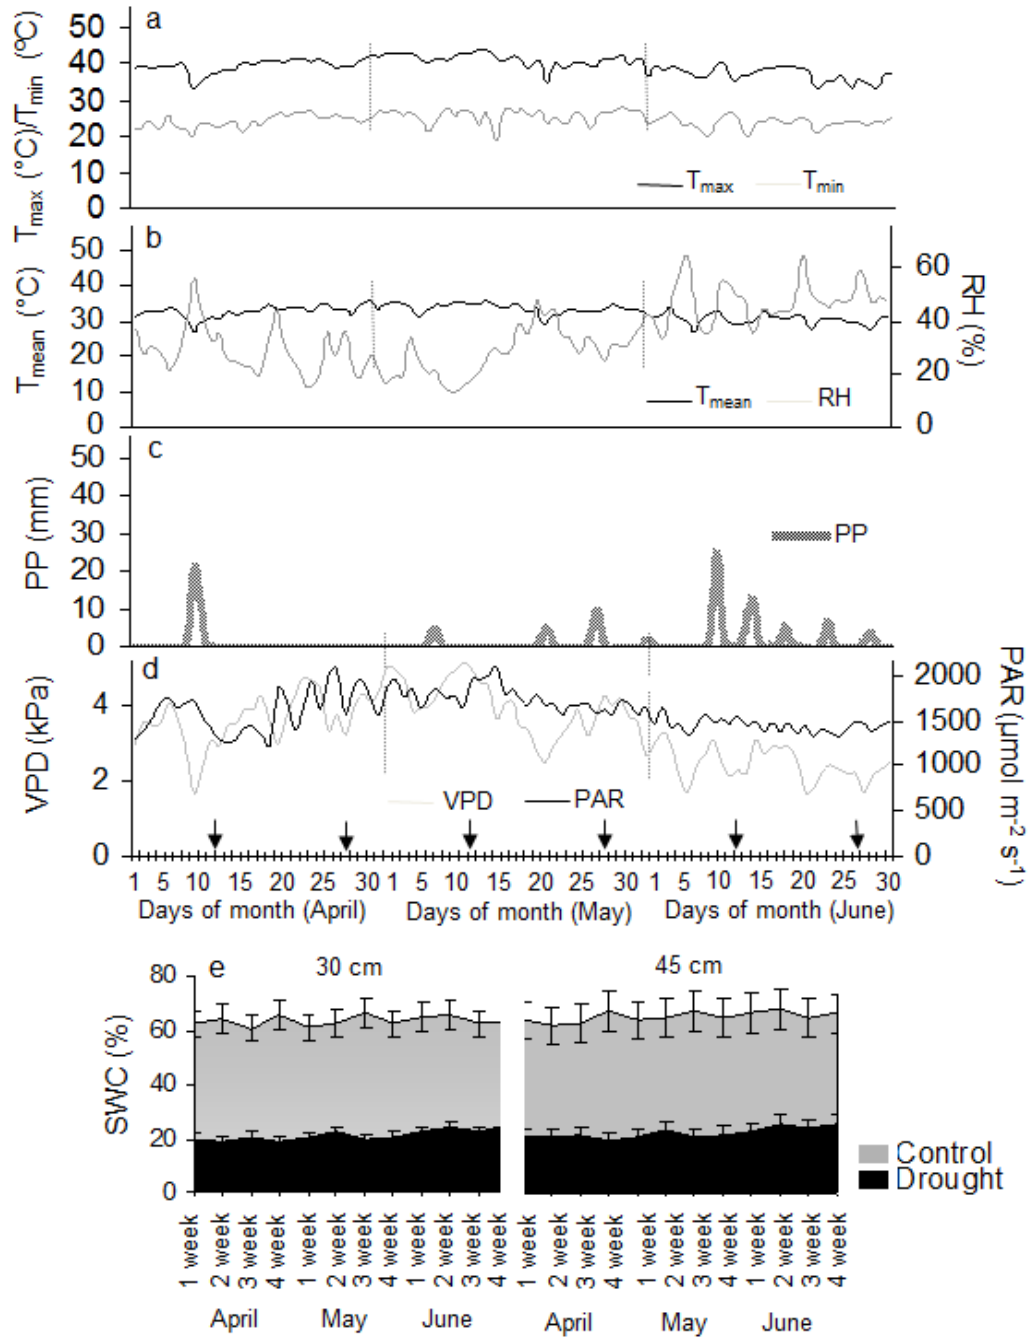 a
50
40
30
20
10
0
T_max (°C)/T_min (°C)
T_max
T_min
b
50
40
30
20
10
0
T_mean (°C)
60
40
20
0
RH (%)
T_mean
RH
c
50
40
30
20
10
0
PP (mm)
PP
d
4
2
0
VPD (kPa)
2000
1500
1000
500
0
PAR (μmol m⁻² s⁻¹)
VPD
PAR
1 5 10 15 20 25 30 1 5 10 15 20 25 30 1 5 10 15 20 25 30
Days of month (April)
Days of month (May)
Days of month (June)
e
30 cm
45 cm
80
60
40
20
0
SWC (%)
Control
Drought
1 week
2 week
3 week
4 week
1 week
2 week
3 week
4 week
1 week
2 week
3 week
4 week
1 week
2 week
3 week
4 week
1 week
2 week
3 week
4 week
1 week
2 week
3 week
4 week
April
May
June
April
May
June